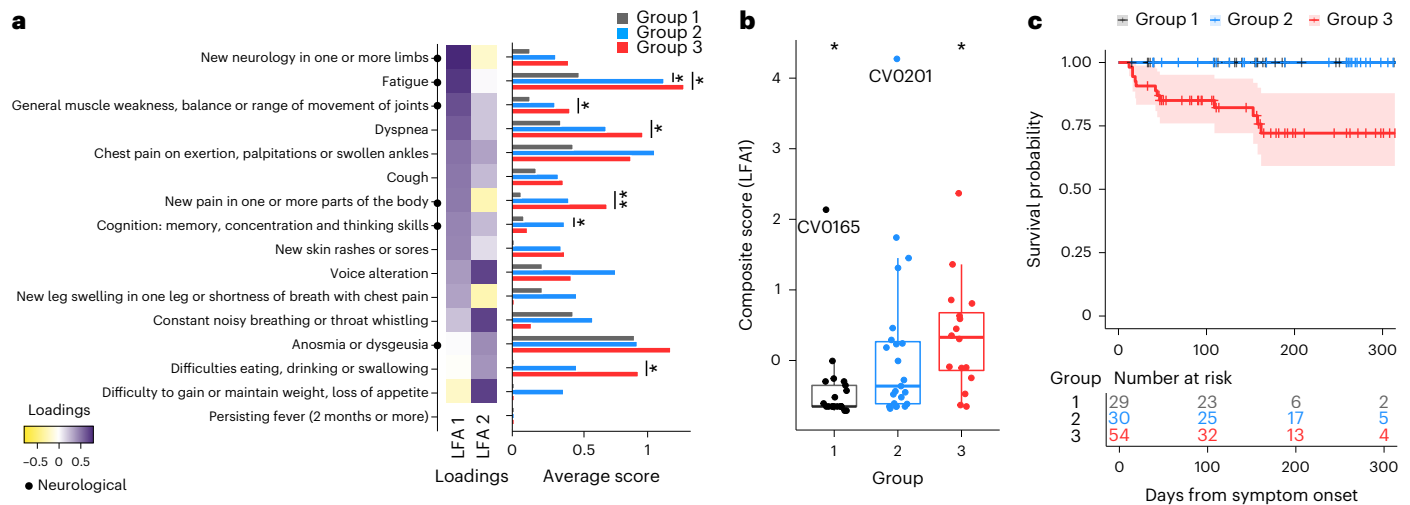 a
Group 1
Group 2
Group 3
New neurology in one or more limbs
Fatigue
General muscle weakness, balance or range of movement of joints
Dyspnea
Chest pain on exertion, palpitations or swollen ankles
Cough
New pain in one or more parts of the body
Cognition: memory, concentration and thinking skills
New skin rashes or sores
Voice alteration
New leg swelling in one leg or shortness of breath with chest pain
Constant noisy breathing or throat whistling
Anosmia or dysgeusia
Difficulties eating, drinking or swallowing
Difficulty to gain or maintain weight, loss of appetite
Persisting fever (2 months or more)
*
*
*
*
**
*
*
Loadings
−0.5 0 0.5
Neurological
LFA 1
LFA 2
Loadings
0 0.5 1
Average score
b
* *
CV0201
CV0165
Composite score (LFA1)
4
3
2
1
0
1 2 3
Group
c
Group 1 Group 2 Group 3
Survival probability
1.00
0.75
0.50
0.25
0
0 100 200 300
Group Number at risk
1 29 23 6 2
2 30 25 17 5
3 54 32 13 4
0 100 200 300
Days from symptom onset